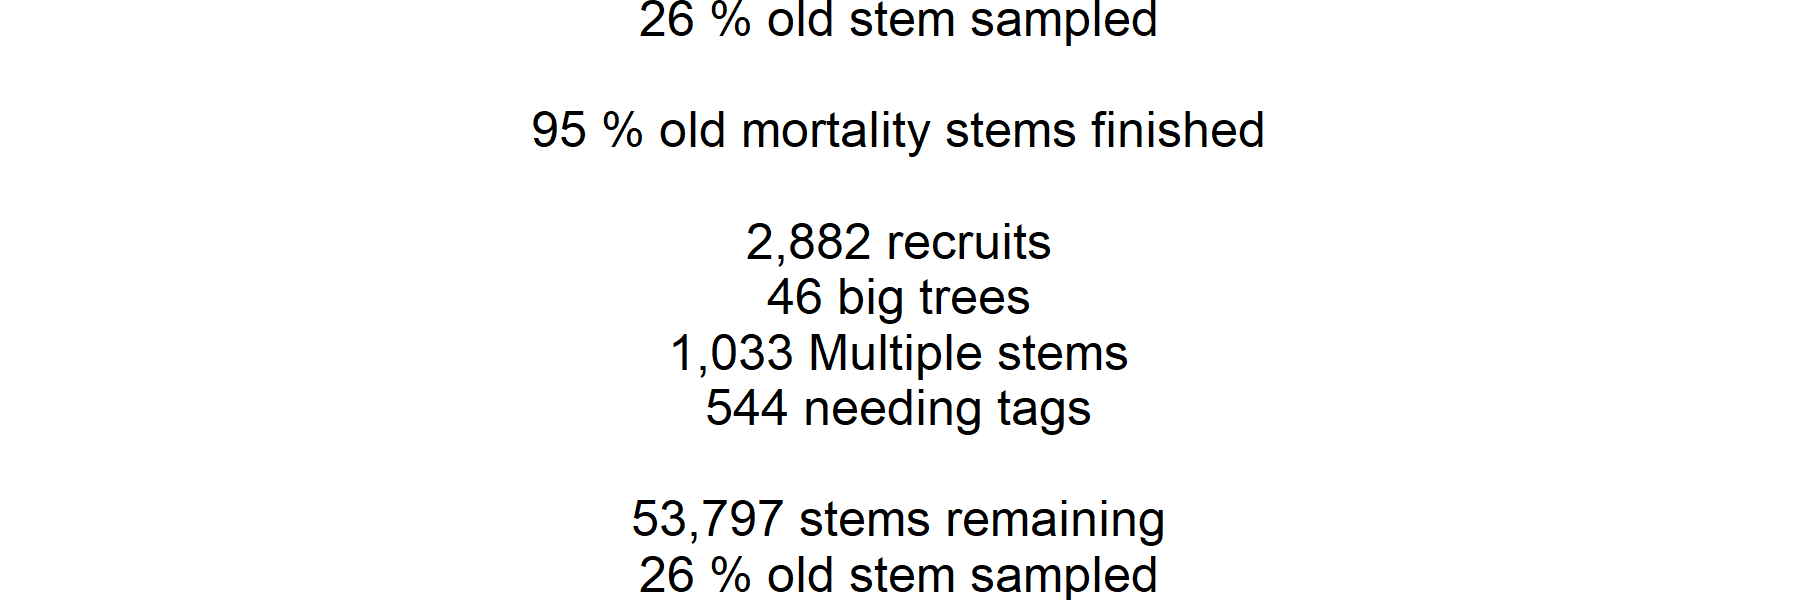 26 % old stem sampled
95 % old mortality stems finished
2,882 recruits
46 big trees
1,033 Multiple stems
544 needing tags
53,797 stems remaining
26 % old stem sampled